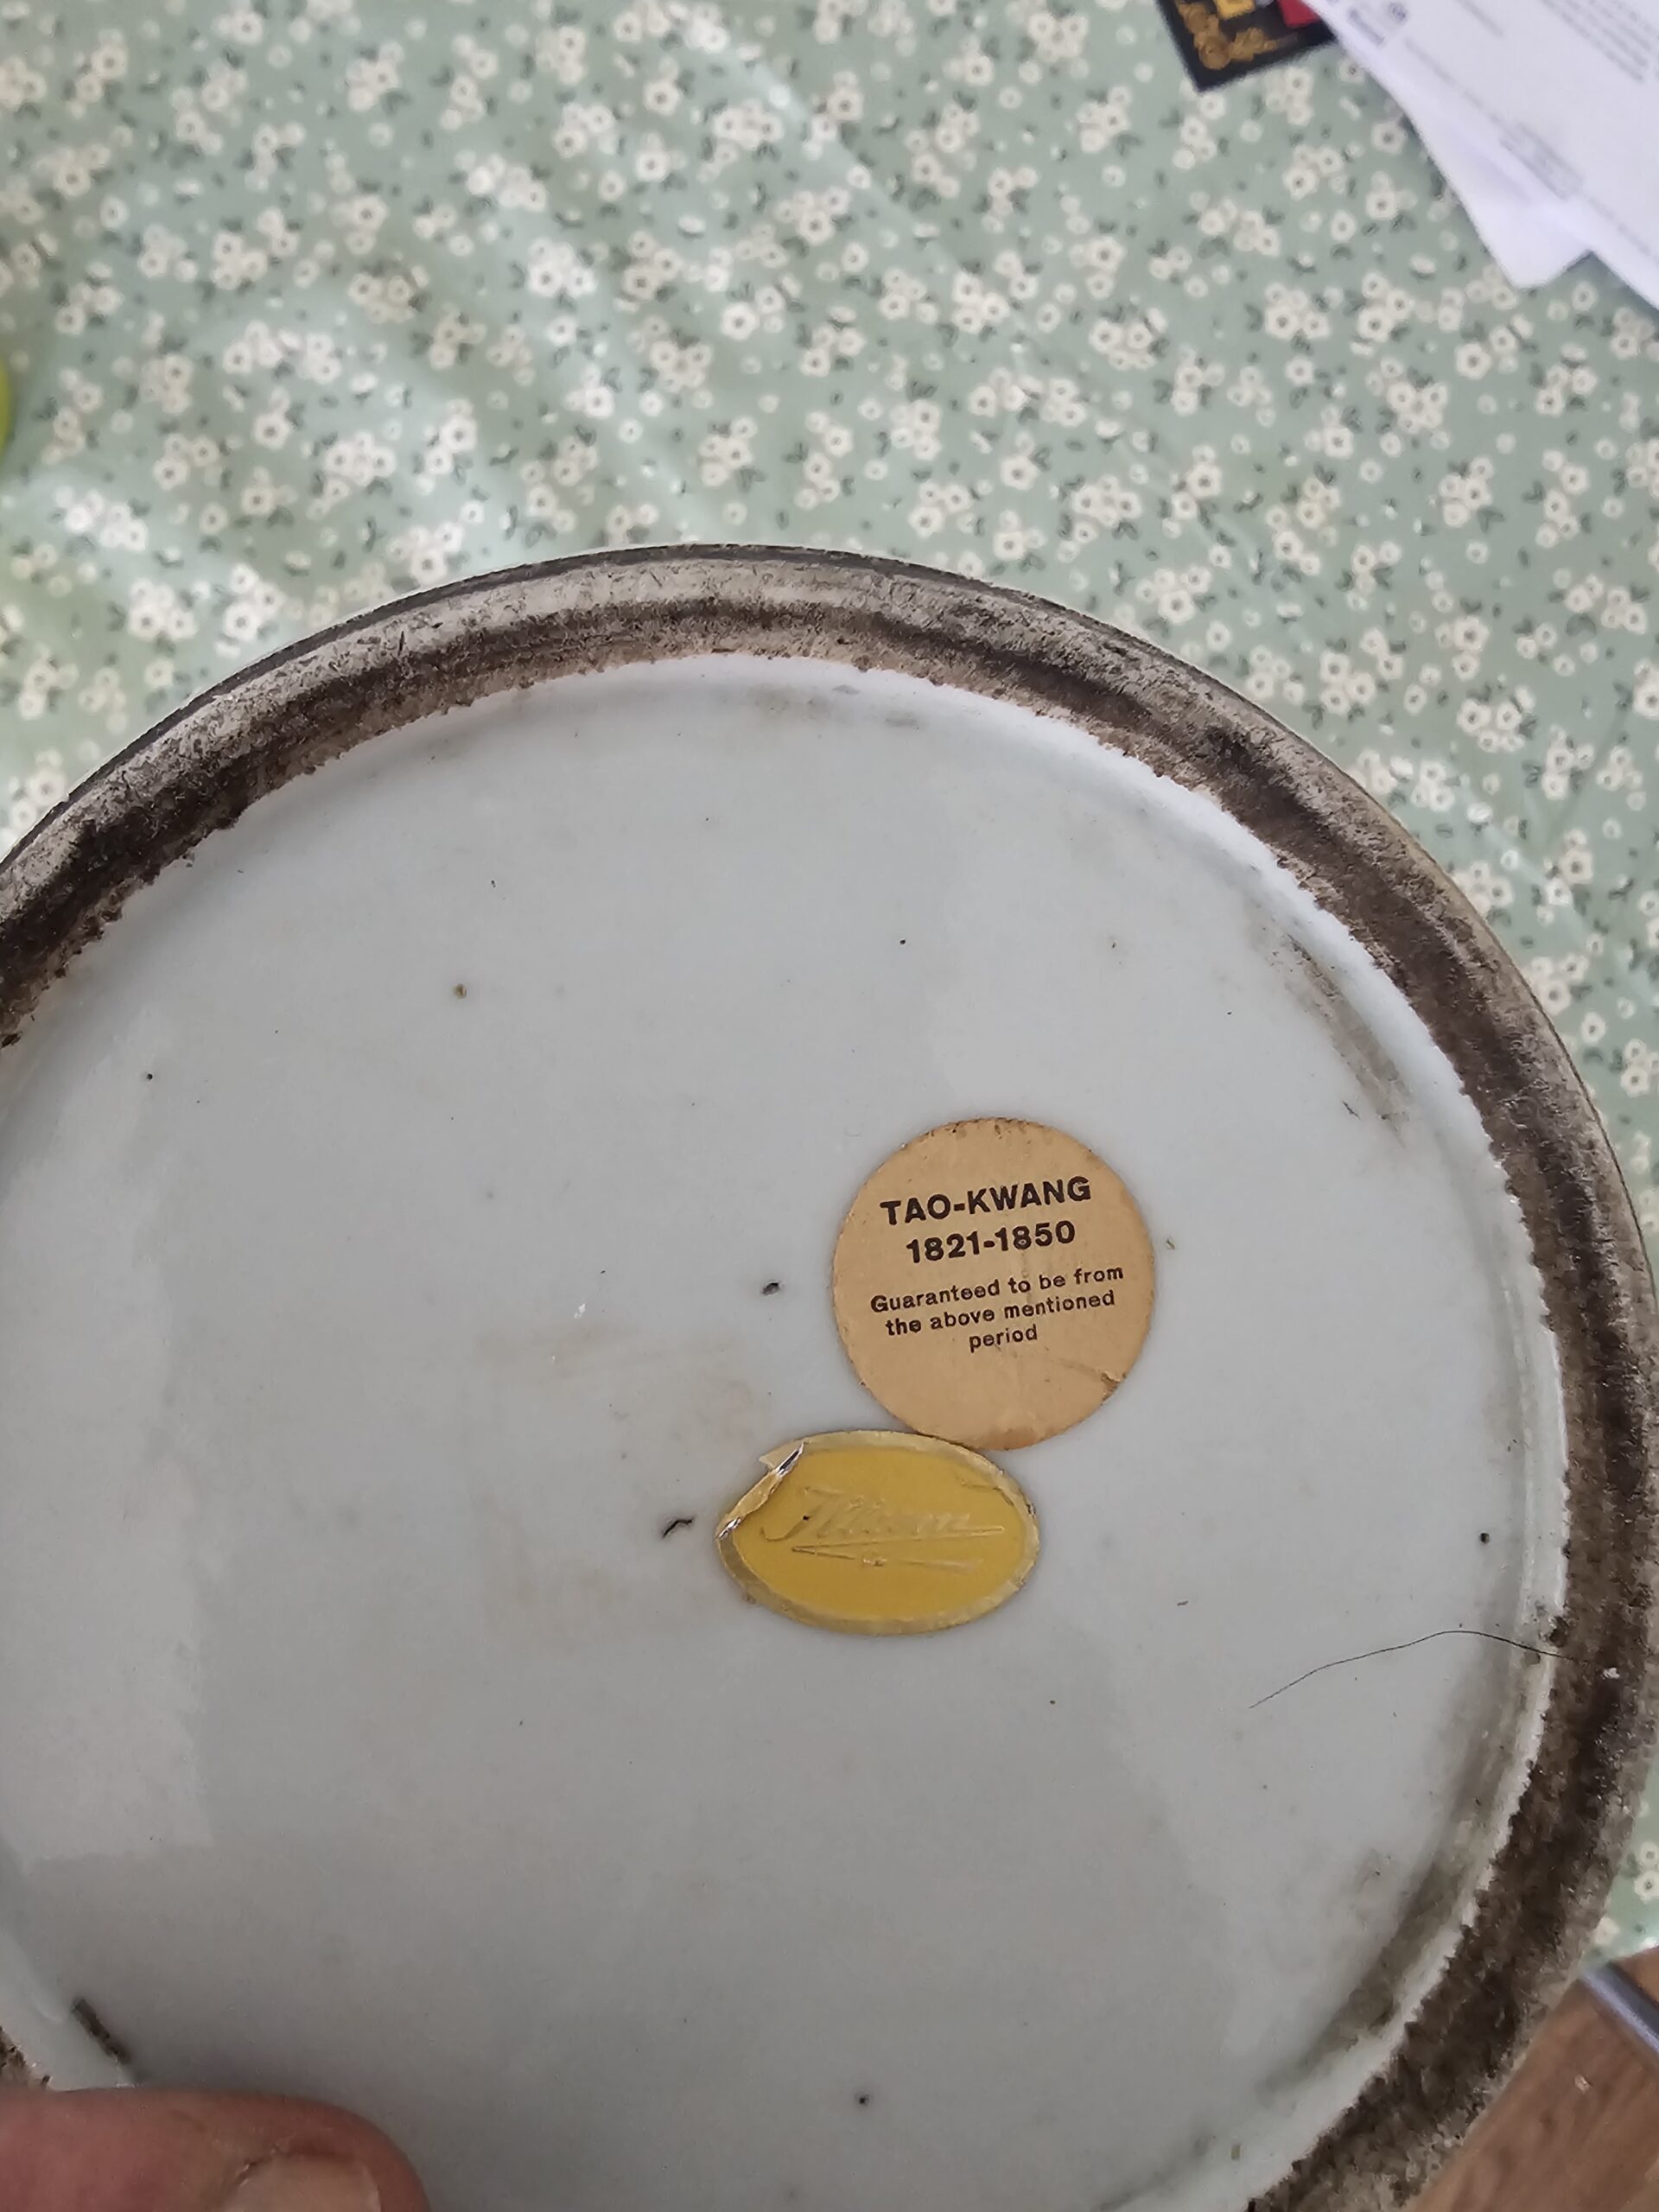 TAO-KWANG
1821-1850
Guaranteed to be from
the above mentioned
period